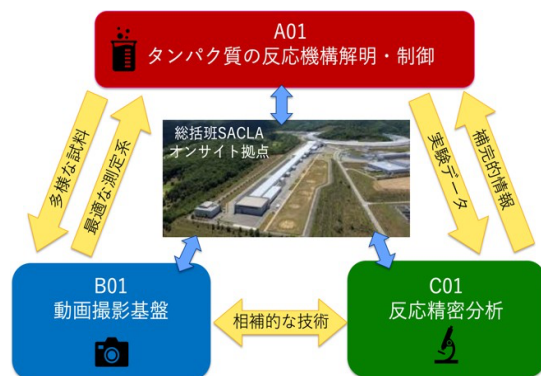 A01
タンパク質の反応機構解明・制御
総括班SACLA
オンサイト拠点
多様な試料
最適な測定系
実験データ
補完的情報
B01
動画撮影基盤
相補的な技術
C01
反応精密分析